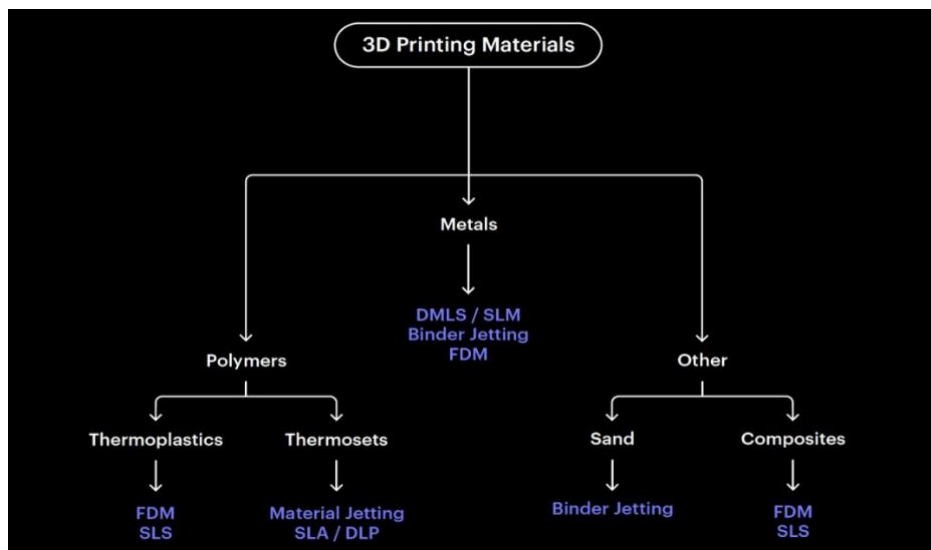 3D Printing Materials
Metals
DMLS / SLM
Binder Jetting
FDM
Polymers
Other
Thermoplastics
Thermosets
Sand
Composites
FDM
SLS
Material Jetting
SLA / DLP
Binder Jetting
FDM
SLS